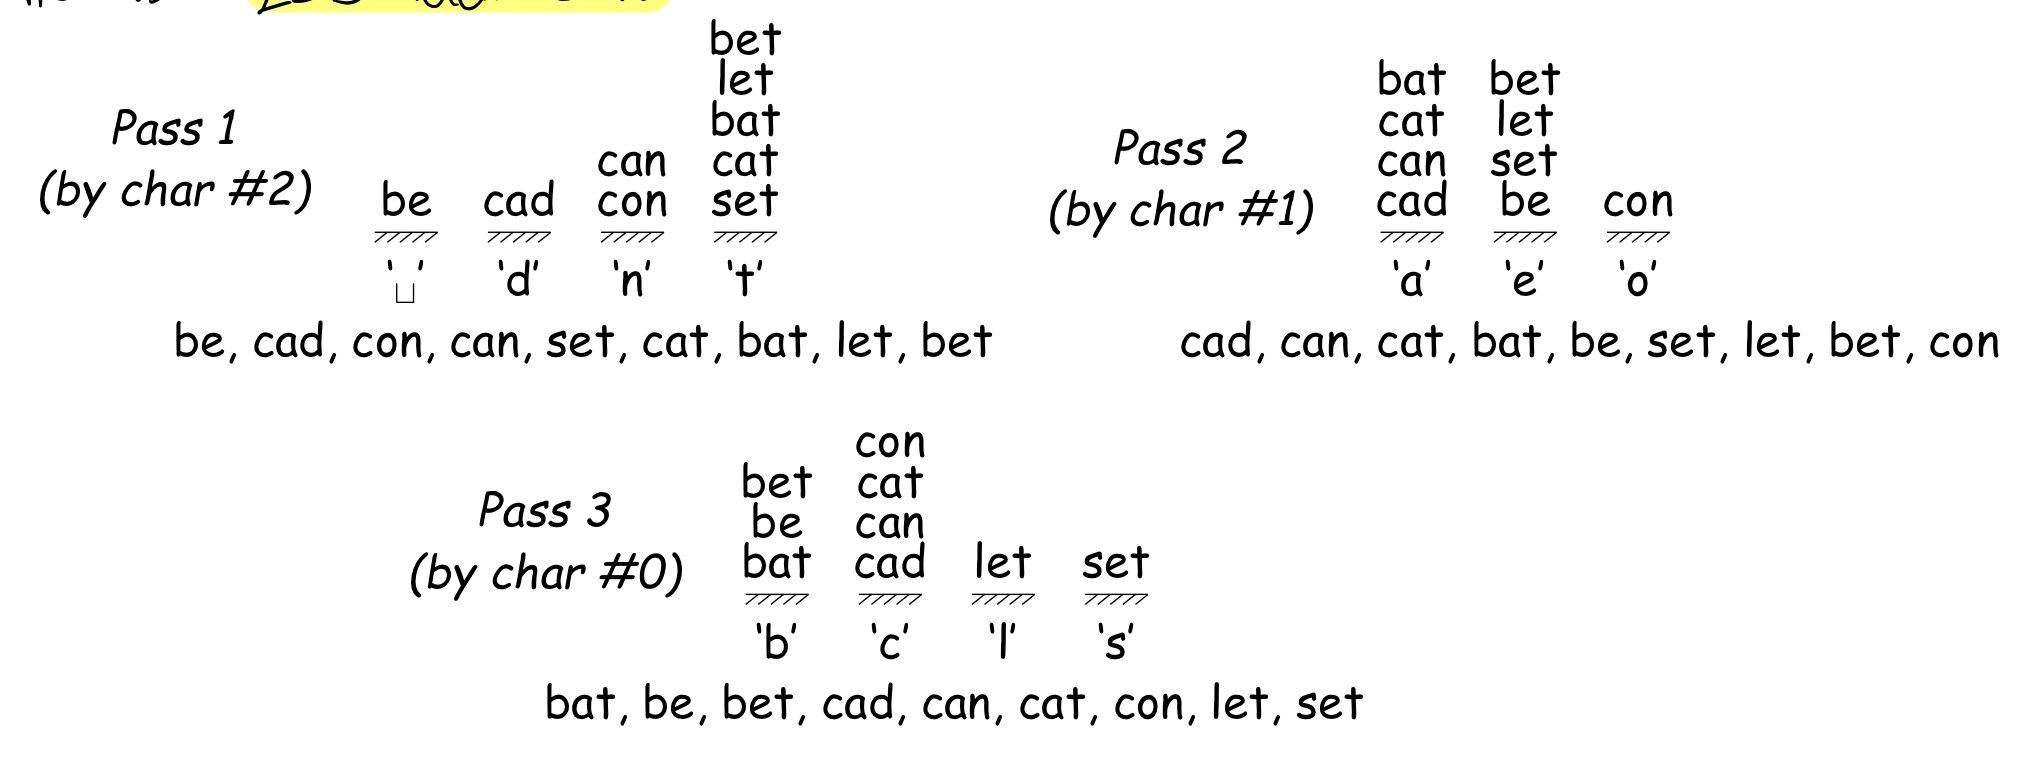 Pass 1
(by char #2)
bet
let
bat
can cat
be cad con set
'␣' 'd' 'n' 't'
be, cad, con, can, set, cat, bat, let, bet
Pass 2
(by char #1)
bat bet
cat let
can set
cad be con
'a' 'e' 'o'
cad, can, cat, bat, be, set, let, bet, con
Pass 3
(by char #0)
con
bet cat
be can
bat cad let set
'b' 'c' 'l' 's'
bat, be, bet, cad, can, cat, con, let, set